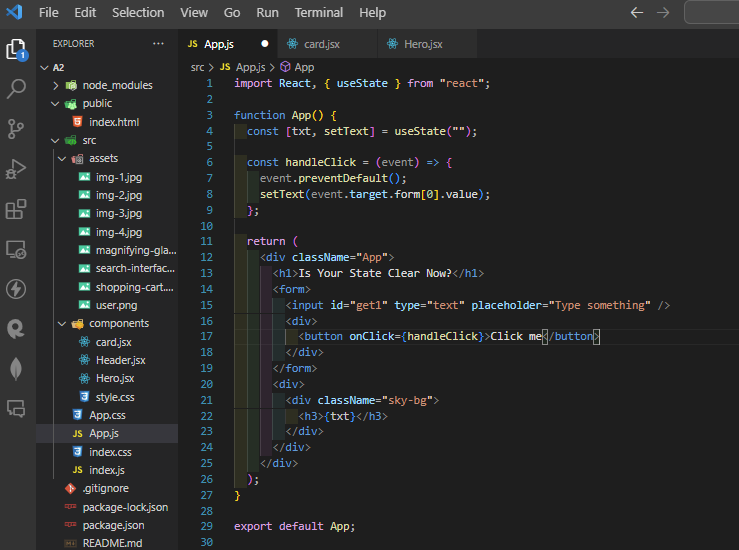 File Edit Selection View Go Run Terminal Help
EXPLORER ···
App.js ● card.jsx Hero.jsx
src > JS App.js > App
1
A2
node_modules
public
index.html
src
assets
img-1.jpg
img-2.jpg
img-3.jpg
img-4.jpg
magnifying-gla...
search-interfac...
shopping-cart....
user.png
components
card.jsx
Header.jsx
Hero.jsx
style.css
App.css
JS App.js
index.css
JS index.js
.gitignore
package-lock.json
package.json
README.md
1 import React, { useState } from "react";
2
3 function App() {
4 const [txt, setText] = useState("");
5
6 const handleClick = (event) => {
7 event.preventDefault();
8 setText(event.target.form[0].value);
9 };
10
11 return (
12 <div className="App">
13 <h1>Is Your State Clear Now?</h1>
14 <form>
15 <input id="get1" type="text" placeholder="Type something" />
16 <div>
17 <button onClick={handleClick}>Click me</button>
18 </div>
19 </form>
20 <div>
21 <div className="sky-bg">
22 <h3>{txt}</h3>
23 </div>
24 </div>
25 </div>
26 );
27 }
28
29 export default App;
30